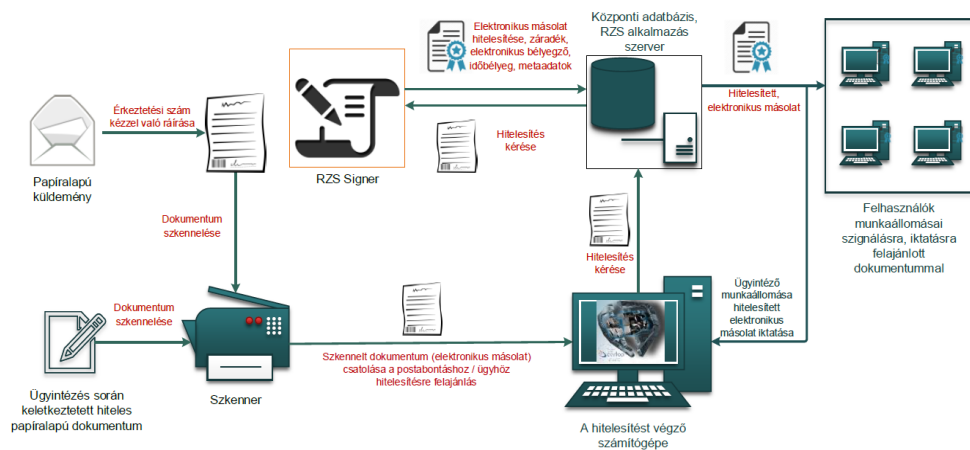 Elektronikus másolat
hitelesítése, záradék,
elektronikus bélyegző,
időbélyeg, metaadatok
Központi adatbázis,
RZS alkalmazás
szerver
Érkeztetési szám
kézzel való ráírása
Hitelesített,
elektronikus másolat
Hitelesítés
kérése
RZS Signer
Papíralapú
küldemény
Dokumentum
szkennelése
Hitelesítés
kérése
Felhasználók
munkaállomásai
szignálásra, iktatásra
felajánlott
dokumentummal
Ügyintéző
munkaállomása
hitelesített
elektronikus
másolat iktatása
Dokumentum
szkennelése
Szkennelt dokumentum (elektronikus másolat)
csatolása a postabontáshoz / ügyhöz
hitelesítésre felajánlás
Ügyintézés során
keletkeztetett hiteles
papíralapú dokumentum
Szkenner
A hitelesítést végző
számítógépe